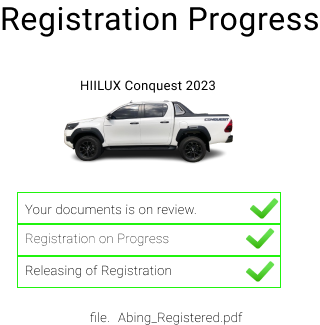 Registration Progress
HIILUX Conquest 2023
CONQUEST
Your documents is on review.
Registration on Progress
Releasing of Registration
file. Abing_Registered.pdf